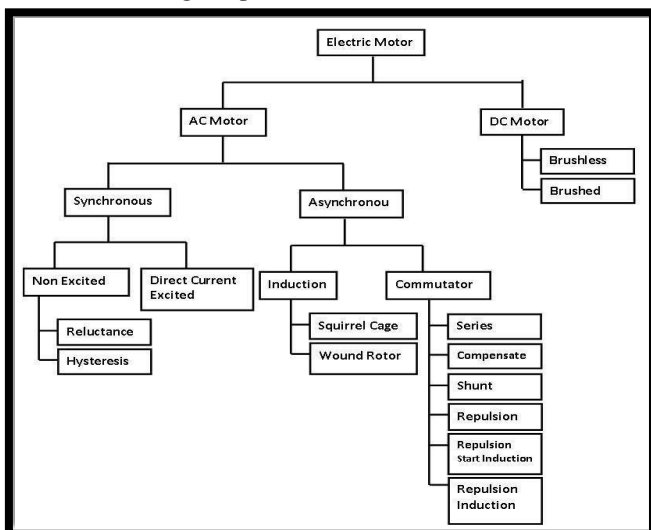 Electric Motor
AC Motor
DC Motor
Brushless
Brushed
Synchronous
Asynchronou
Non Excited
Direct Current
Excited
Induction
Commutator
Reluctance
Hysteresis
Squirrel Cage
Wound Rotor
Series
Compensate
Shunt
Repulsion
Repulsion
Start Induction
Repulsion
Induction